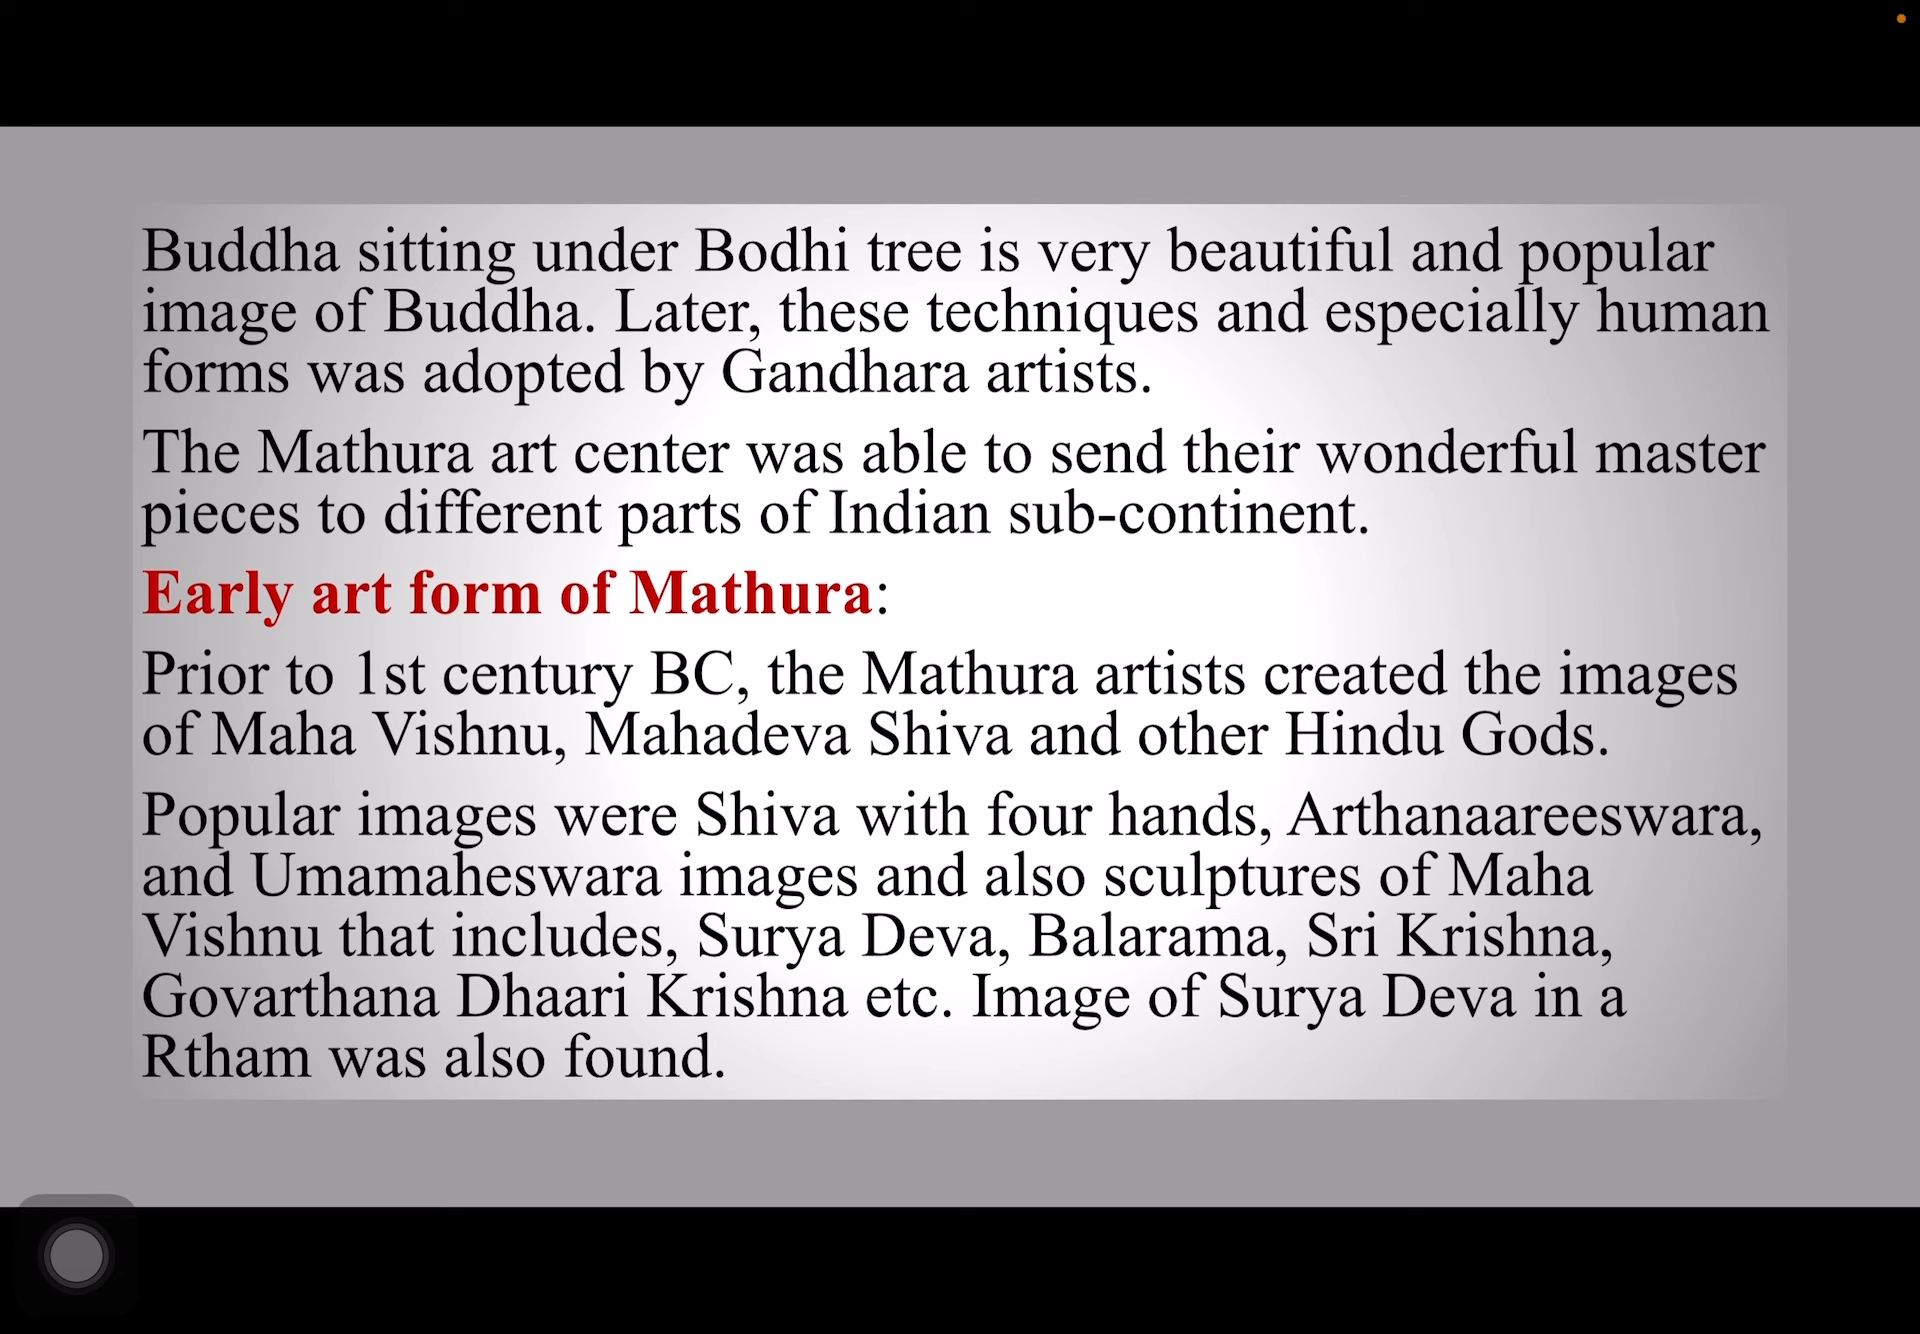 Buddha sitting under Bodhi tree is very beautiful and popular
image of Buddha. Later, these techniques and especially human
forms was adopted by Gandhara artists.
The Mathura art center was able to send their wonderful master
pieces to different parts of Indian sub-continent.
Early art form of Mathura:
Prior to 1st century BC, the Mathura artists created the images
of Maha Vishnu, Mahadeva Shiva and other Hindu Gods.
Popular images were Shiva with four hands, Arthanaareeswara,
and Umamaheswara images and also sculptures of Maha
Vishnu that includes, Surya Deva, Balarama, Sri Krishna,
Govarthana Dhaari Krishna etc. Image of Surya Deva in a
Rtham was also found.